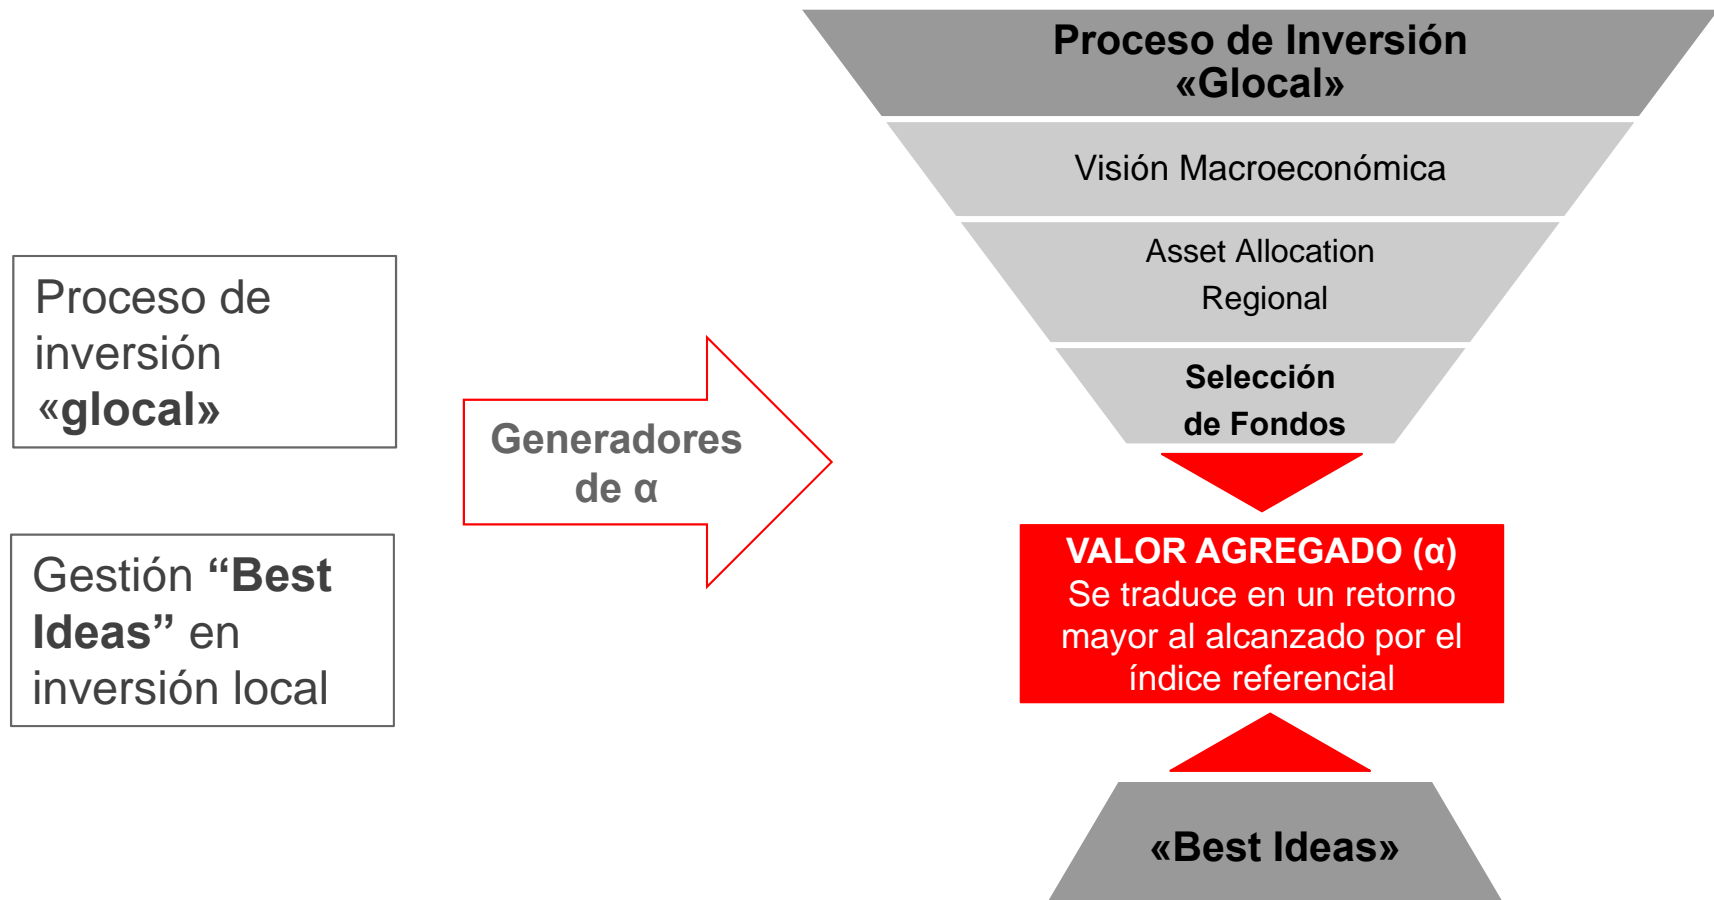 Proceso de
inversión
«glocal»
Gestión “Best
Ideas” en
inversión local
Generadores
de α
Proceso de Inversión
«Glocal»
Visión Macroeconómica
Asset Allocation
Regional
Selección
de Fondos
VALOR AGREGADO (α)
Se traduce en un retorno
mayor al alcanzado por el
índice referencial
«Best Ideas»